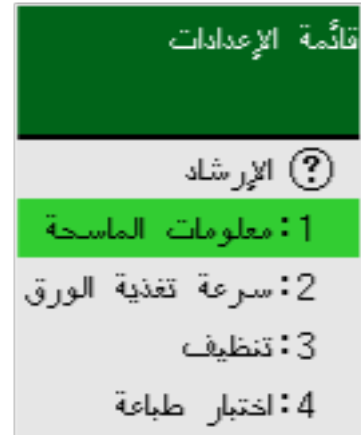 قائمة الإعدادات
? الإرشاد
1:معلومات الماسحة
2:سرعة تغذية الورق
3:تنظيف
4:اختبار طباعة